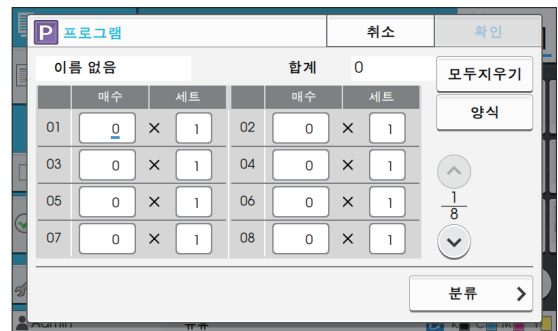 P 프로그램 취소 확인
이름 없음 합계 0 모두지우기
매수 세트 매수 세트 양식
01 0 × 1 02 0 × 1
03 0 × 1 04 0 × 1
05 0 × 1 06 0 × 1
1
8
07 0 × 1 08 0 × 1
분류
Admin